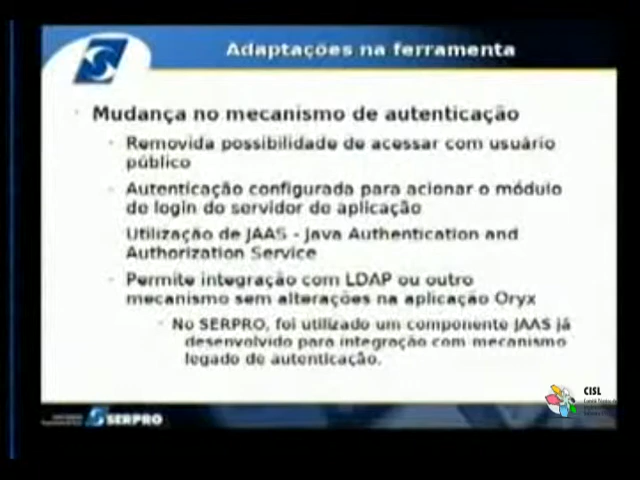 Adaptações na ferramenta
Mudança no mecanismo de autenticação
Removida possibilidade de acessar com usuário
público
Autenticação configurada para acionar o módulo
de login do servidor de aplicação
Utilização de JAAS - Java Authentication and
Authorization Service
Permite integração com LDAP ou outro
mecanismo sem alterações na aplicação Oryx
No SERPRO, foi utilizado um componente JAAS já
desenvolvido para integração com mecanismo
legado de autenticação.
CISL
SERPRO